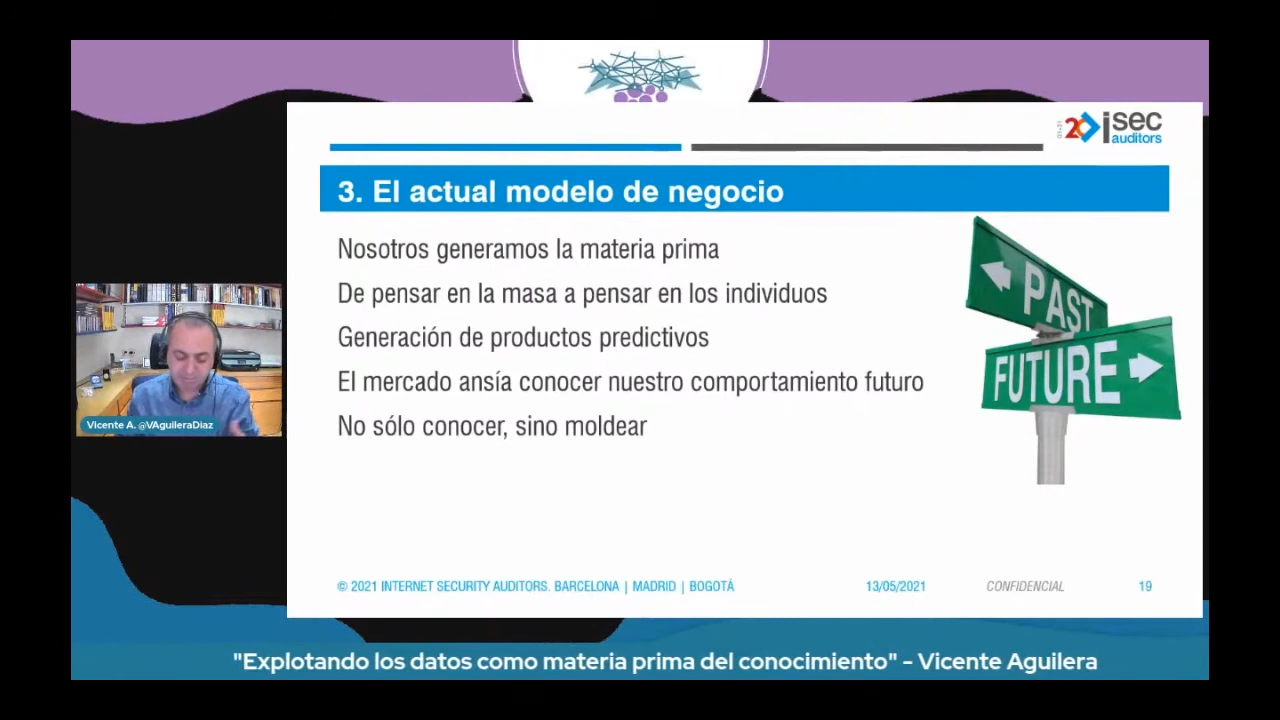 20
isec
auditors
3. El actual modelo de negocio
Nosotros generamos la materia prima
De pensar en la masa a pensar en los individuos
Generación de productos predictivos
El mercado ansía conocer nuestro comportamiento futuro
No sólo conocer, sino moldear
PAST
FUTURE
Vicente A. @VAguileraDiaz
© 2021 INTERNET SECURITY AUDITORS. BARCELONA | MADRID | BOGOTÁ
13/05/2021
CONFIDENCIAL
19
"Explotando los datos como materia prima del conocimiento" - Vicente Aguilera